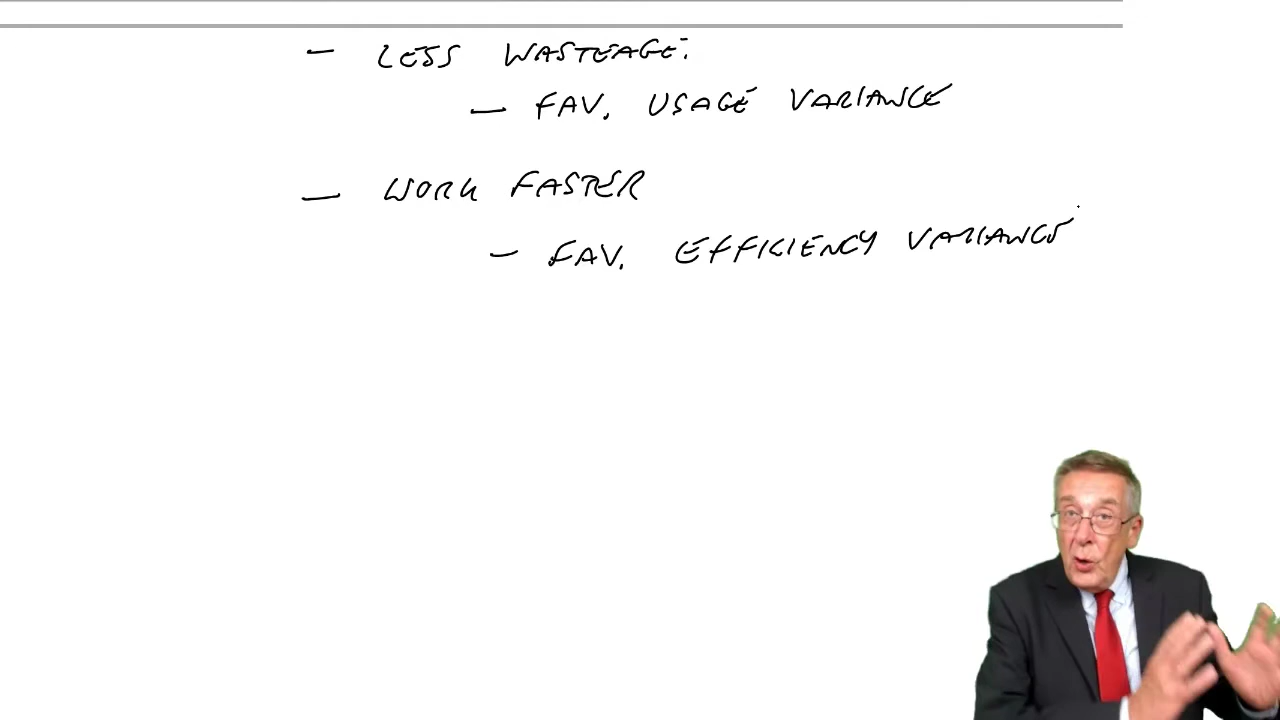 - LESS WASTEAGE:
- FAV. USAGE VARIANCE
- WORK FASTER
- FAV. EFFICIENCY VARIANCE